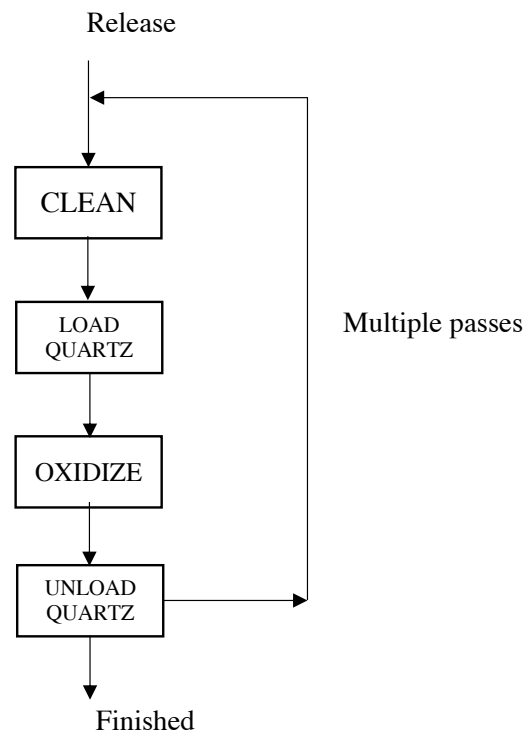 Release
CLEAN
LOAD
QUARTZ
Multiple passes
OXIDIZE
UNLOAD
QUARTZ
Finished